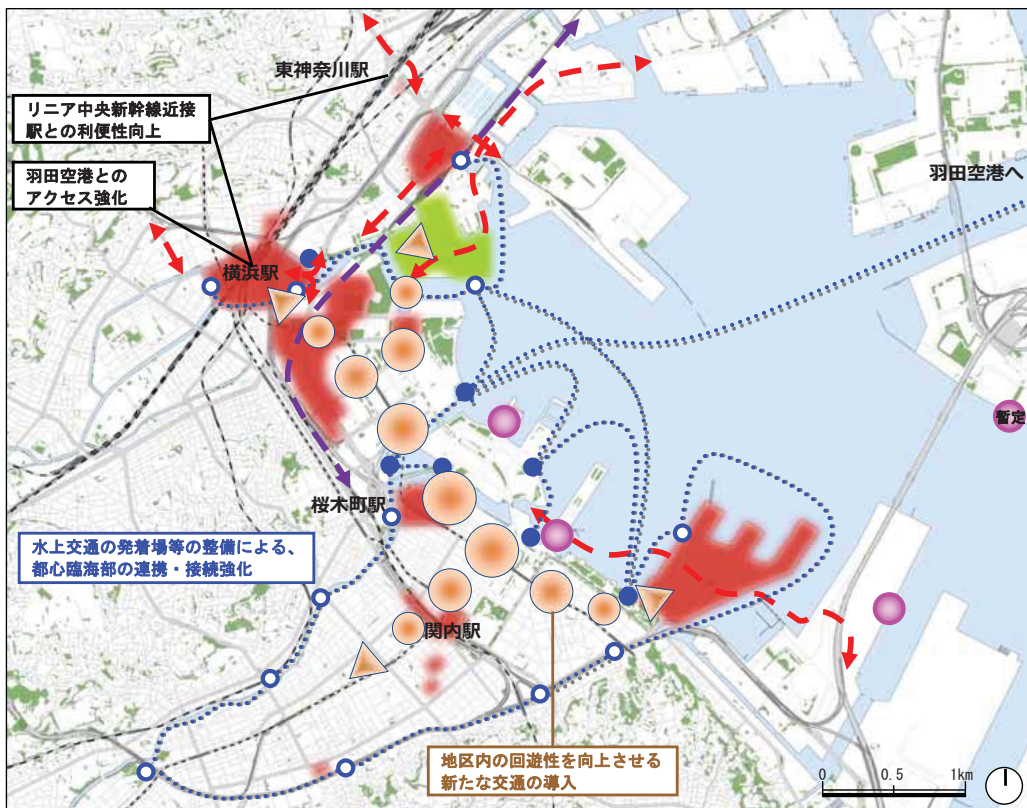 東神奈川駅
リニア中央新幹線近接
駅との利便性向上
羽田空港との
アクセス強化
羽田空港へ
横浜駅
暫定
桜木町駅
水上交通の発着場等の整備による、
都心臨海部の連携・接続強化
関内駅
地区内の回遊性を向上させる
新たな交通の導入
0 0.5 1km